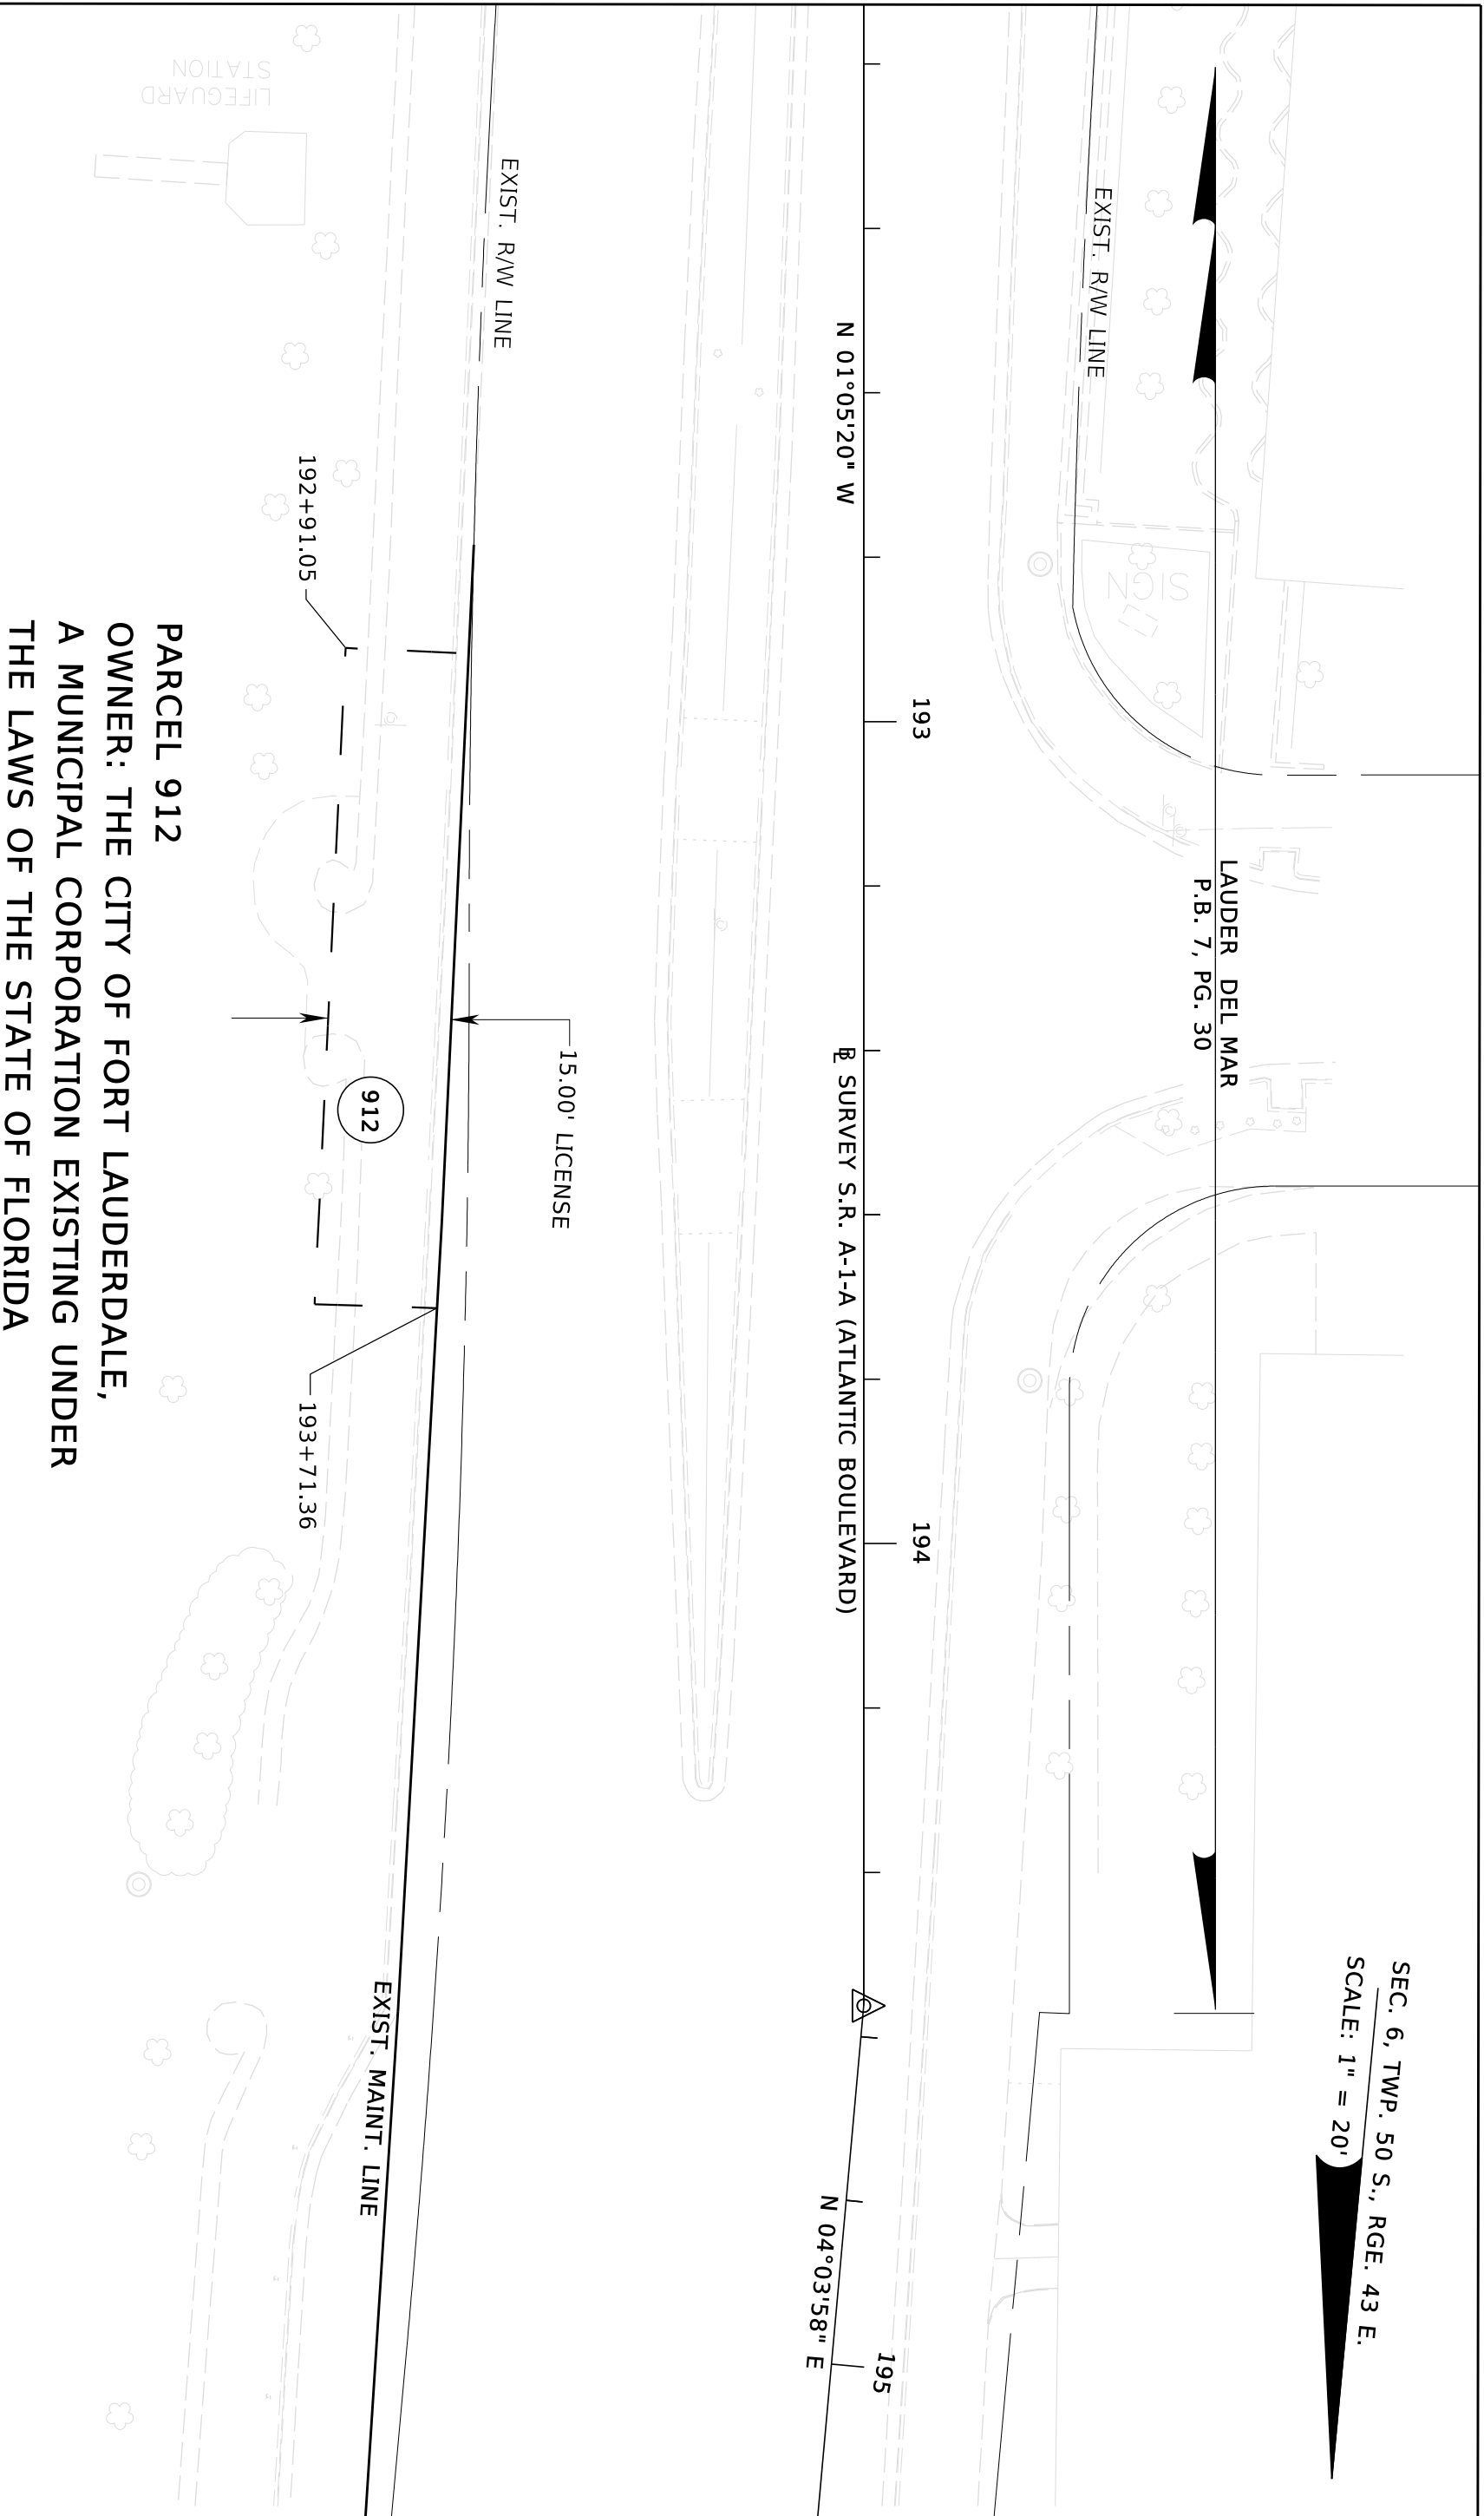 SEC. 6, TWP. 50 S., RGE. 43 E.
SCALE: 1" = 20'
LAUDER DEL MAR
P.B. 7, PG. 30
SIGN
EXIST. R/W LINE
193
194
195
N 01°05'20" W
BL SURVEY S.R. A-1-A (ATLANTIC BOULEVARD)
N 04°03'58" E
15.00' LICENSE
EXIST. R/W LINE
912
EXIST. MAINT. LINE
192+91.05
193+71.36
LIFEGUARD
STATION
PARCEL 912
OWNER: THE CITY OF FORT LAUDERDALE,
A MUNICIPAL CORPORATION EXISTING UNDER
THE LAWS OF THE STATE OF FLORIDA